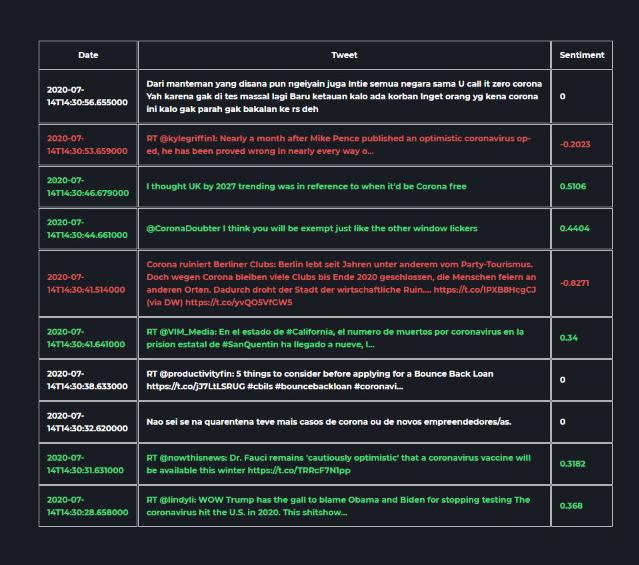 Date Tweet Sentiment
2020-07-
14T14:30:56.655000
Dari manteman yang disana pun ngeiyain juga Intie semua negara sama U call it zero corona
Yah karena gak di tes massal lagi Baru ketauan kalo ada korban Inget orang yg kena corona
ini kalo gak parah gak bakalan ke rs deh
0
2020-07-
14T14:30:53.659000
RT @kylegriffin1: Nearly a month after Mike Pence published an optimistic coronavirus op-
ed, he has been proved wrong in nearly every way o...
-0.2023
2020-07-
14T14:30:46.679000
I thought UK by 2027 trending was in reference to when it'd be Corona free
0.5106
2020-07-
14T14:30:44.661000
@CoronaDoubter I think you will be exempt just like the other window lickers
0.4404
2020-07-
14T14:30:41.514000
Corona ruiniert Berliner Clubs: Berlin lebt seit Jahren unter anderem vom Party-Tourismus.
Doch wegen Corona bleiben viele Clubs bis Ende 2020 geschlossen, die Menschen feiern an
anderen Orten. Dadurch droht der Stadt der wirtschaftliche Ruin.... https://t.co/IPXB8HcgCJ
(via DW) https://t.co/yvQO5VfGW5
-0.8271
2020-07-
14T14:30:41.641000
RT @VIM_Media: En el estado de #California, el numero de muertos por coronavirus en la
prision estatal de #SanQuentin ha llegado a nueve, l...
0.34
2020-07-
14T14:30:38.633000
RT @productivityfin: 5 things to consider before applying for a Bounce Back Loan
https://t.co/jJ7LtLSRUG #cbils #bouncebackloan #coronavi...
0
2020-07-
14T14:30:32.620000
Nao sei se na quarentena teve mais casos de corona ou de novos empreendedores/as.
0
2020-07-
14T14:30:31.631000
RT @nowthisnews: Dr. Fauci remains 'cautiously optimistic' that a coronavirus vaccine will
be available this winter https://t.co/TRRcF7N1pp
0.3182
2020-07-
14T14:30:28.658000
RT @lindyli: WOW Trump has the gall to blame Obama and Biden for stopping testing The
coronavirus hit the U.S. in 2020. This shitshow...
0.368